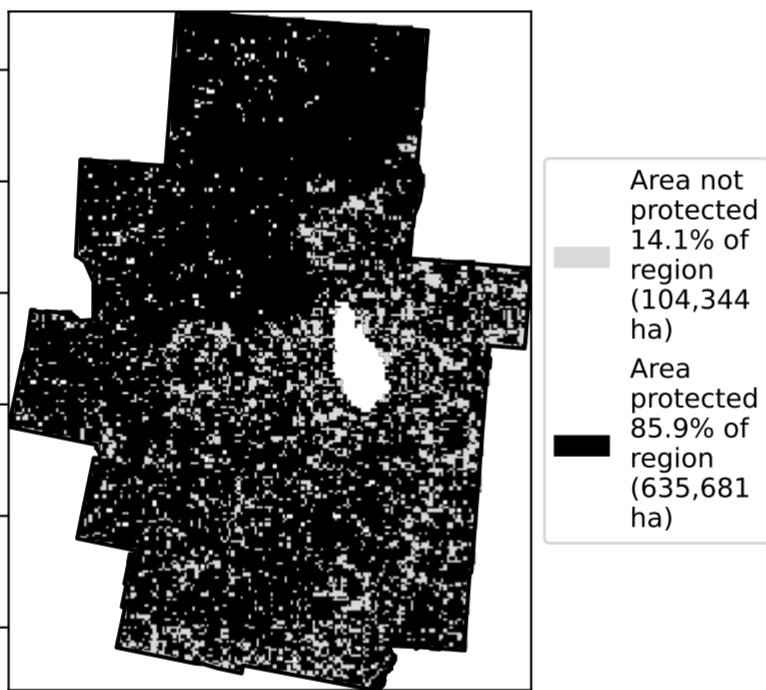 Area not
protected
14.1% of
region
(104,344
ha)
Area
protected
85.9% of
region
(635,681
ha)